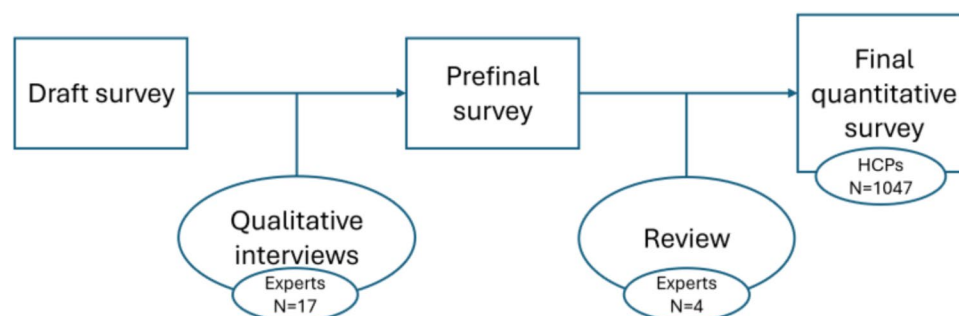 Draft survey
Qualitative
interviews
Experts
N=17
Prefinal
survey
Review
Experts
N=4
Final
quantitative
survey
HCPs
N=1047